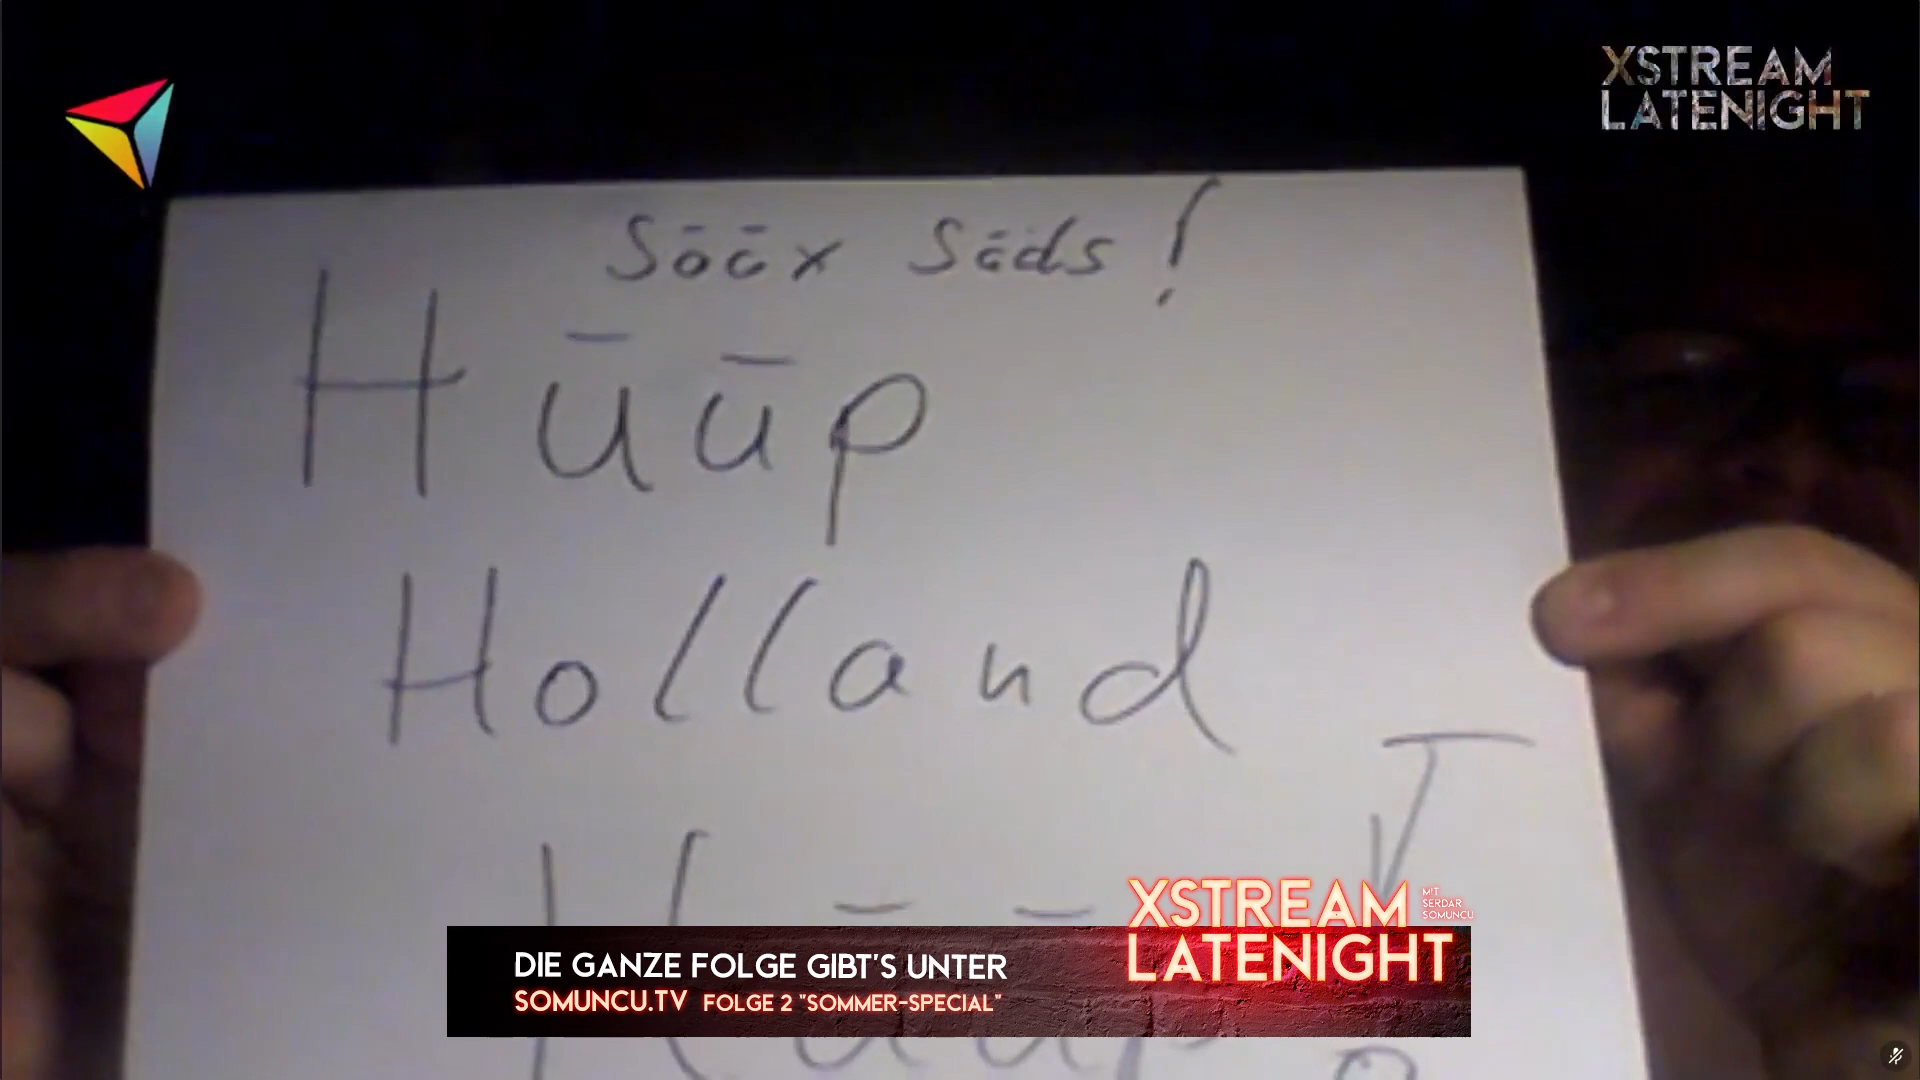 XSTREAM
LATENIGHT
Sööx Säds!
Hūūp
Holland
XSTREAM
MIT
SERDAR
SOMUNCU
LATENIGHT
DIE GANZE FOLGE GIBT'S UNTER
SOMUNCU.TV FOLGE 2 "SOMMER-SPECIAL"